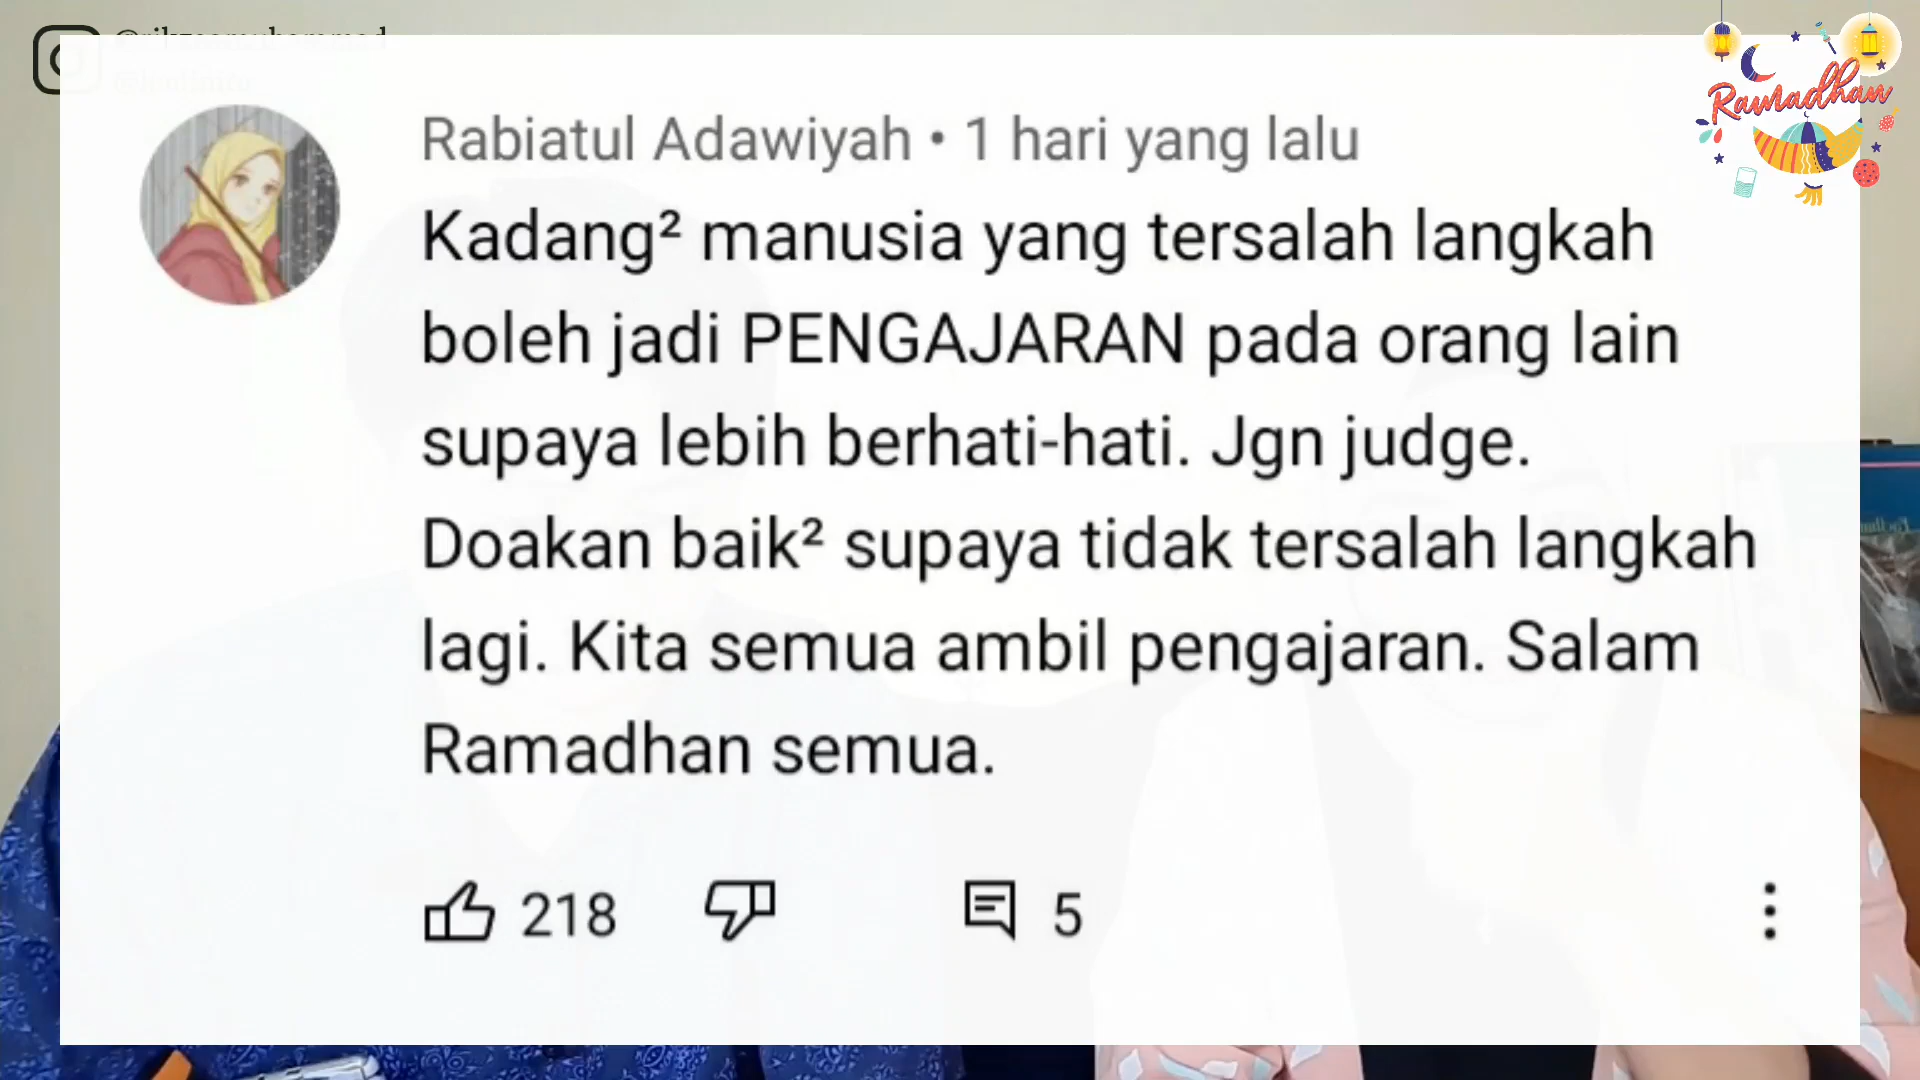 Ramadhan
Rabiatul Adawiyah • 1 hari yang lalu
Kadang² manusia yang tersalah langkah
boleh jadi PENGAJARAN pada orang lain
supaya lebih berhati-hati. Jgn judge.
Doakan baik² supaya tidak tersalah langkah
lagi. Kita semua ambil pengajaran. Salam
Ramadhan semua.
218
5